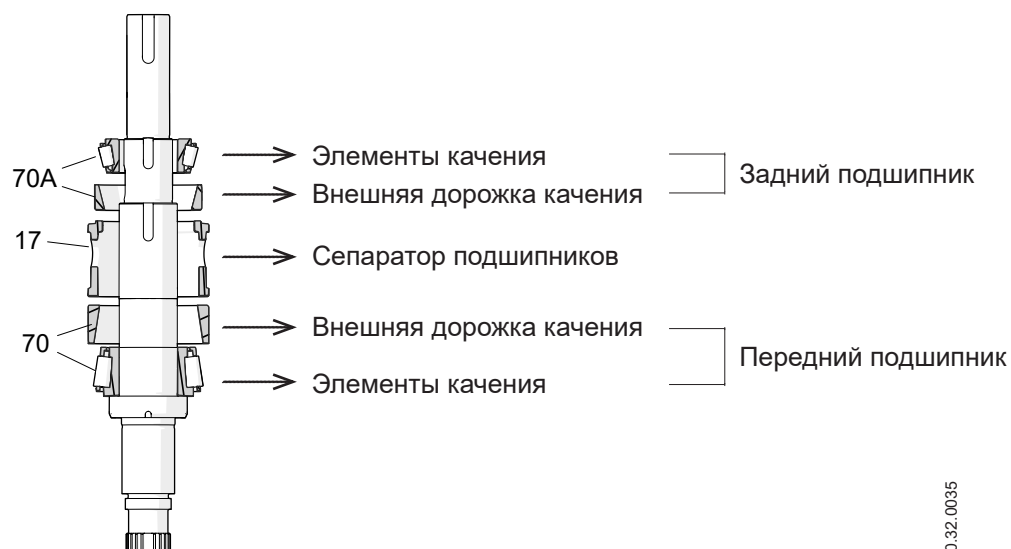 70A
Элементы качения
Внешняя дорожка качения
Задний подшипник
17
Сепаратор подшипников
70
Внешняя дорожка качения
Элементы качения
Передний подшипник
0.32.0035